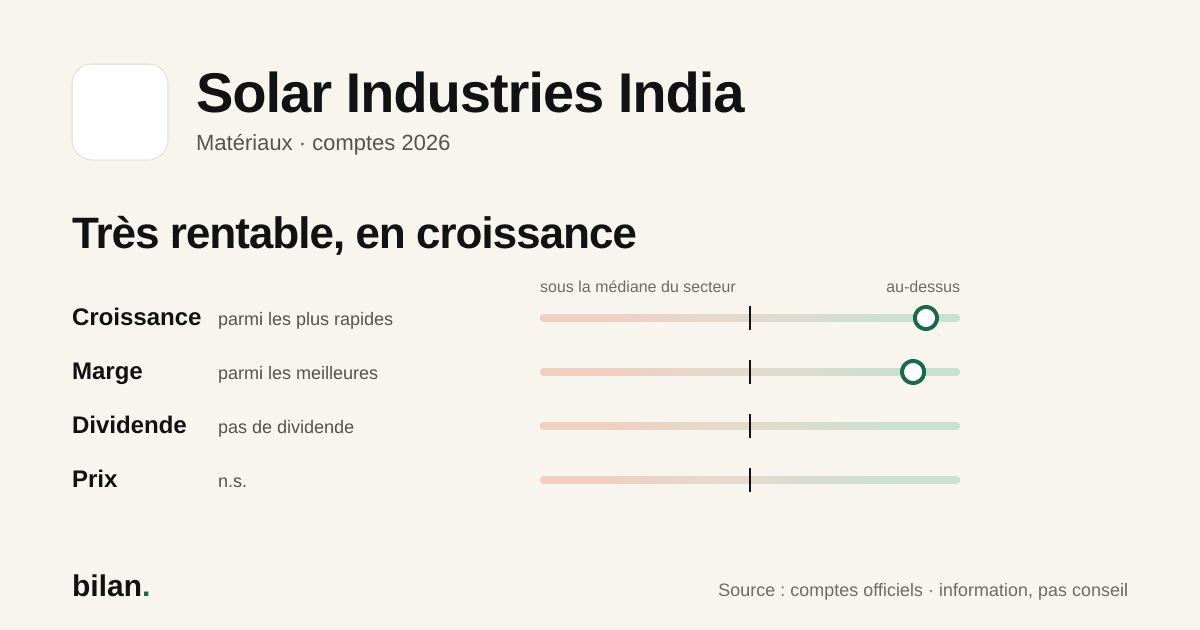 Solar Industries India
Matériaux · comptes 2026
Très rentable, en croissance
sous la médiane du secteur au-dessus
Croissance parmi les plus rapides
Marge parmi les meilleures
Dividende pas de dividende
Prix n.s.
bilan.
Source : comptes officiels · information, pas conseil